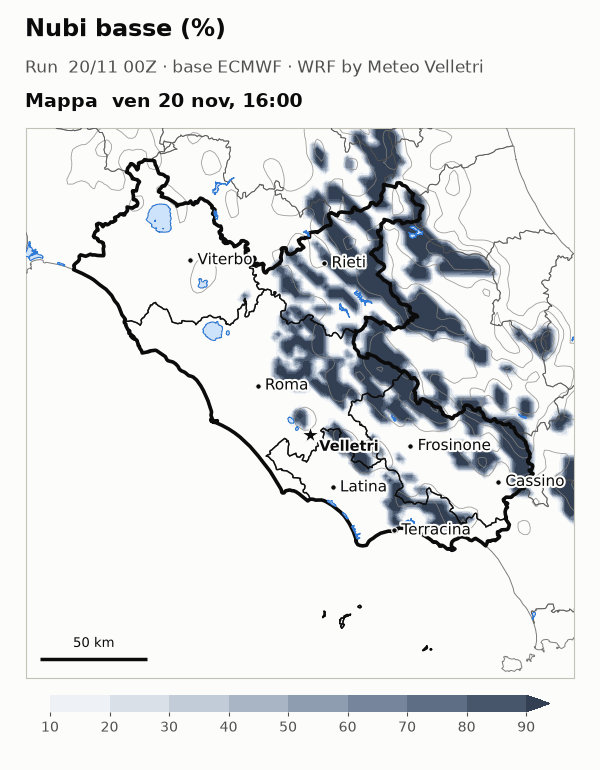 Nubi basse (%)
Run  20/11 00Z · base ECMWF · WRF by Meteo Velletri
Mappa  ven 20 nov, 16:00
Viterbo
Rieti
Roma
Velletri
Frosinone
Cassino
Latina
Terracina
50 km
10 20 30 40 50 60 70 80 90